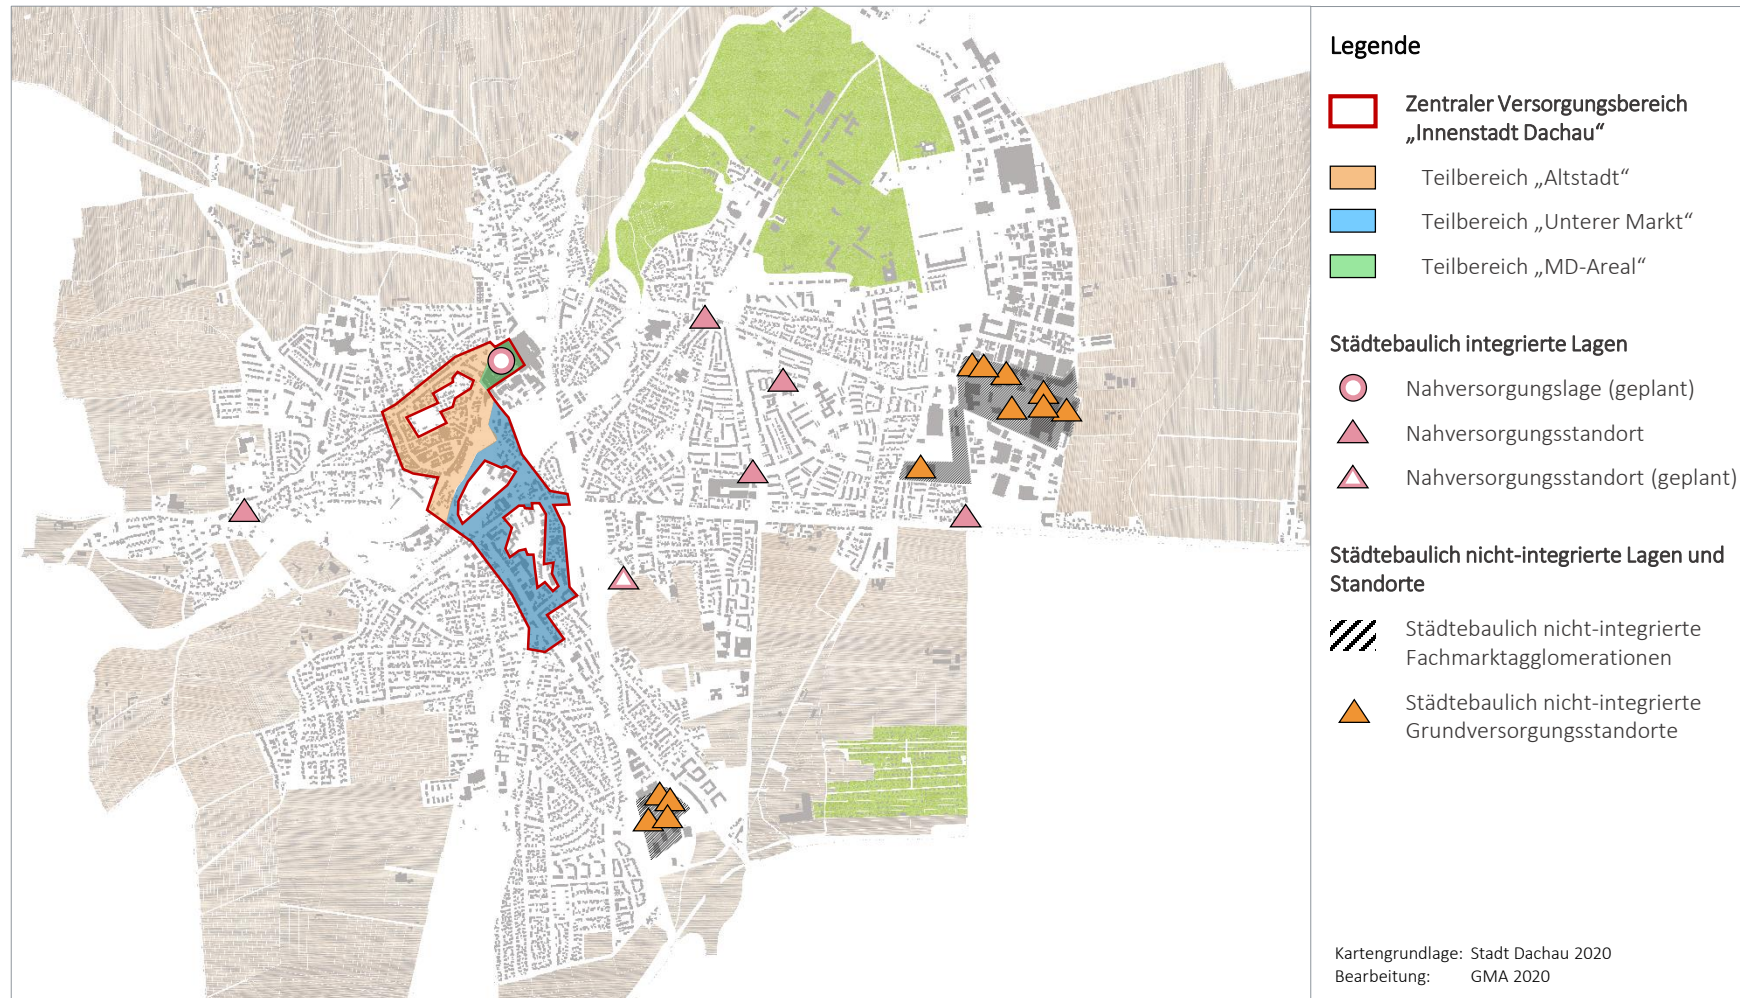 Legende
Zentraler Versorgungsbereich
„Innenstadt Dachau“
Teilbereich „Altstadt“
Teilbereich „Unterer Markt“
Teilbereich „MD-Areal“
Städtebaulich integrierte Lagen
Nahversorgungslage (geplant)
Nahversorgungsstandort
Nahversorgungsstandort (geplant)
Städtebaulich nicht-integrierte Lagen und
Standorte
Städtebaulich nicht-integrierte
Fachmarktagglomerationen
Städtebaulich nicht-integrierte
Grundversorgungsstandorte
Kartengrundlage: Stadt Dachau 2020
Bearbeitung: GMA 2020